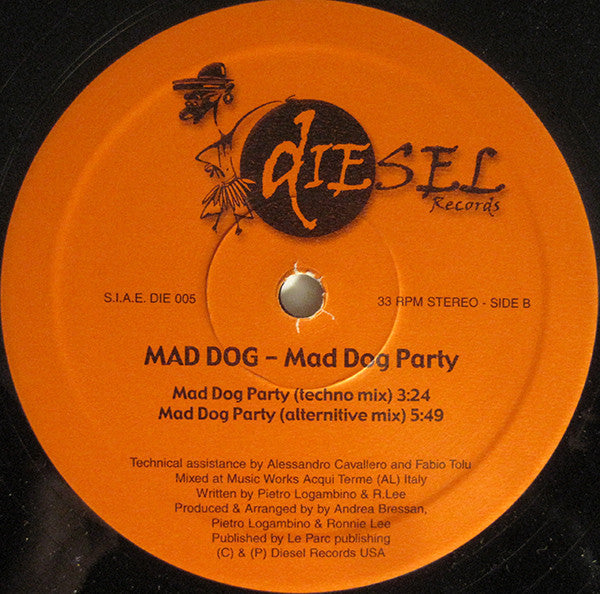 dIESEL
Records
S.I.A.E. DIE 005
33 RPM STEREO - SIDE B
MAD DOG – Mad Dog Party
Mad Dog Party (techno mix) 3:24
Mad Dog Party (alternitive mix) 5:49
Technical assistance by Alessandro Cavallero and Fabio Tolu
Mixed at Music Works Acqui Terme (AL) Italy
Written by Pietro Logambino & R.Lee
Produced & Arranged by by Andrea Bressan,
Pietro Logambino & Ronnie Lee
Published by Le Parc publishing
(C) & (P) Diesel Records USA